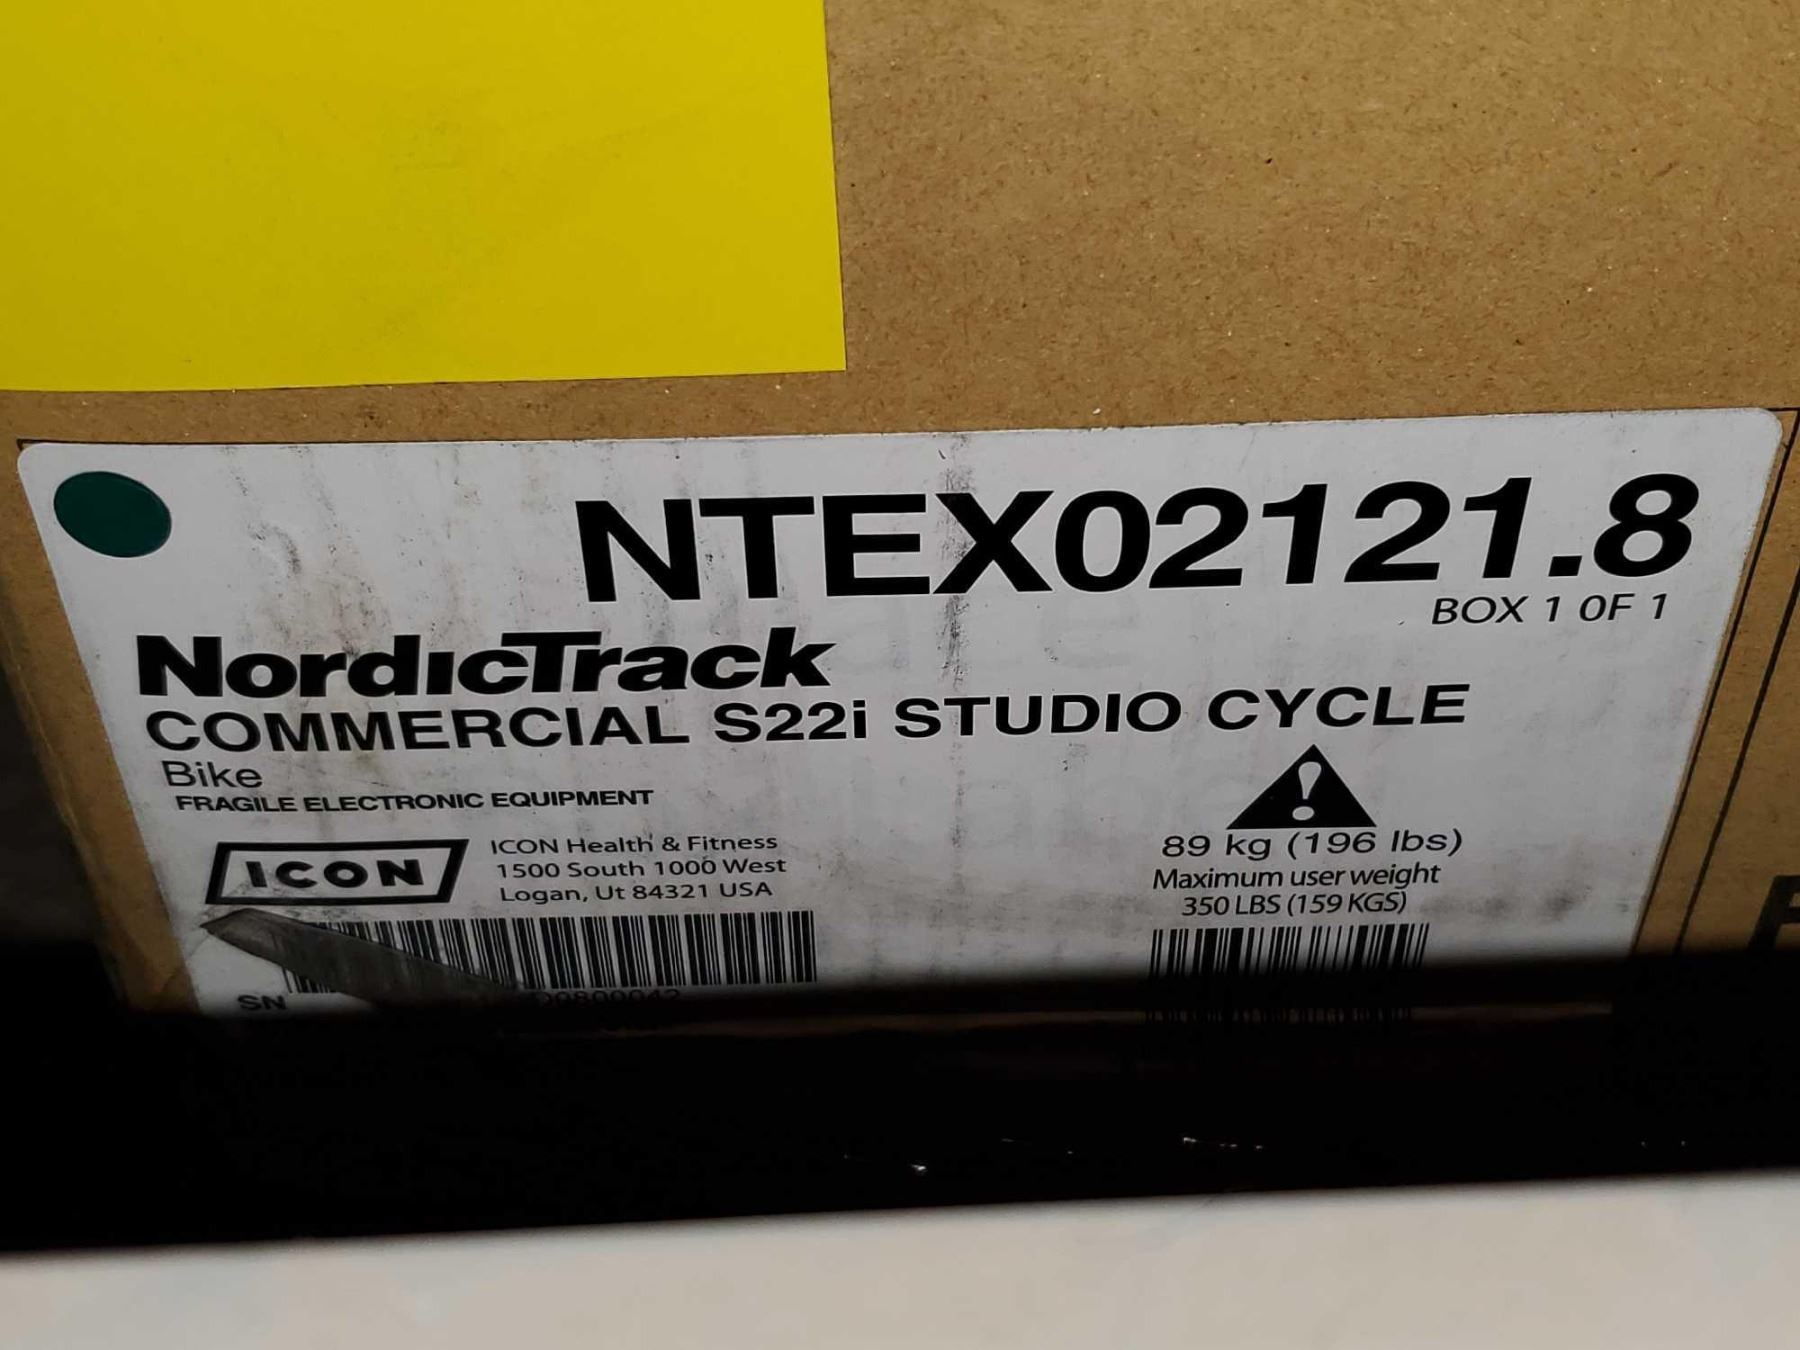 NTEX02121.8
BOX 1 OF 1
NordicTrack
COMMERCIAL S22i STUDIO CYCLE
Bike
FRAGILE ELECTRONIC EQUIPMENT
ICON
ICON Health & Fitness
1500 South 1000 West
Logan, Ut 84321 USA
89 kg (196 lbs)
Maximum user weight
350 LBS (159 KGS)
SN